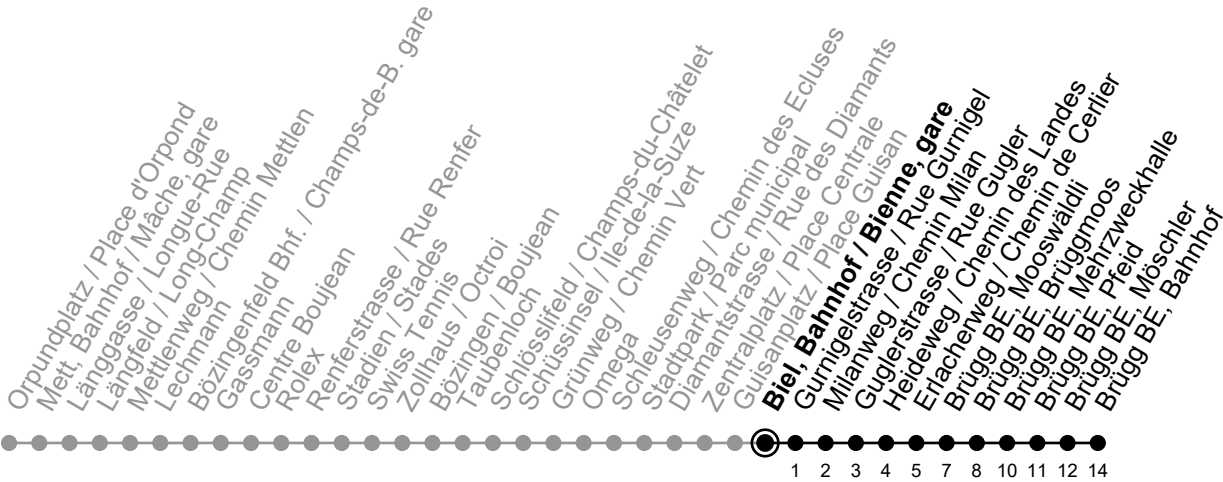 Orpundplatz / Place d'Orpond
Mett, Bahnhof / Mâche, gare
Länggasse / Longue-Rue
Längfeld / Long-Champ
Mettlenweg / Chemin Mettlen
Lechmann
Bözingenfeld Bhf. / Champs-de-B. gare
Gassmann
Centre Boujean
Rolex
Renferstrasse / Rue Renfer
Stadien / Stades
Swiss Tennis
Zollhaus / Octroi
Bözingen / Boujean
Taubenloch
Schlösslifeld / Champs-du-Châtelet
Schüssinsel / Ile-de-la-Suze
Grünweg / Chemin Vert
Omega
Schleusenweg / Chemin des Ecluses
Stadtpark / Parc municipal
Diamantstrasse / Rue des Diamants
Zentralplatz / Place Centrale
Guisanplatz / Place Guisan
Biel, Bahnhof / Bienne, gare
Gurnigelstrasse / Rue Gurnigel
Milanweg / Chemin Milan
Guglerstrasse / Rue Gugler
Heideweg / Chemin des Landes
Erlacherweg / Chemin de Cerlier
Brügg BE, Mooswäldli
Brügg BE, Brüggmoos
Brügg BE, Mehrzweckhalle
Brügg BE, Pfeid
Brügg BE, Möschler
Brügg BE, Bahnhof
1 2 3 4 5 7 8 10 11 12 14